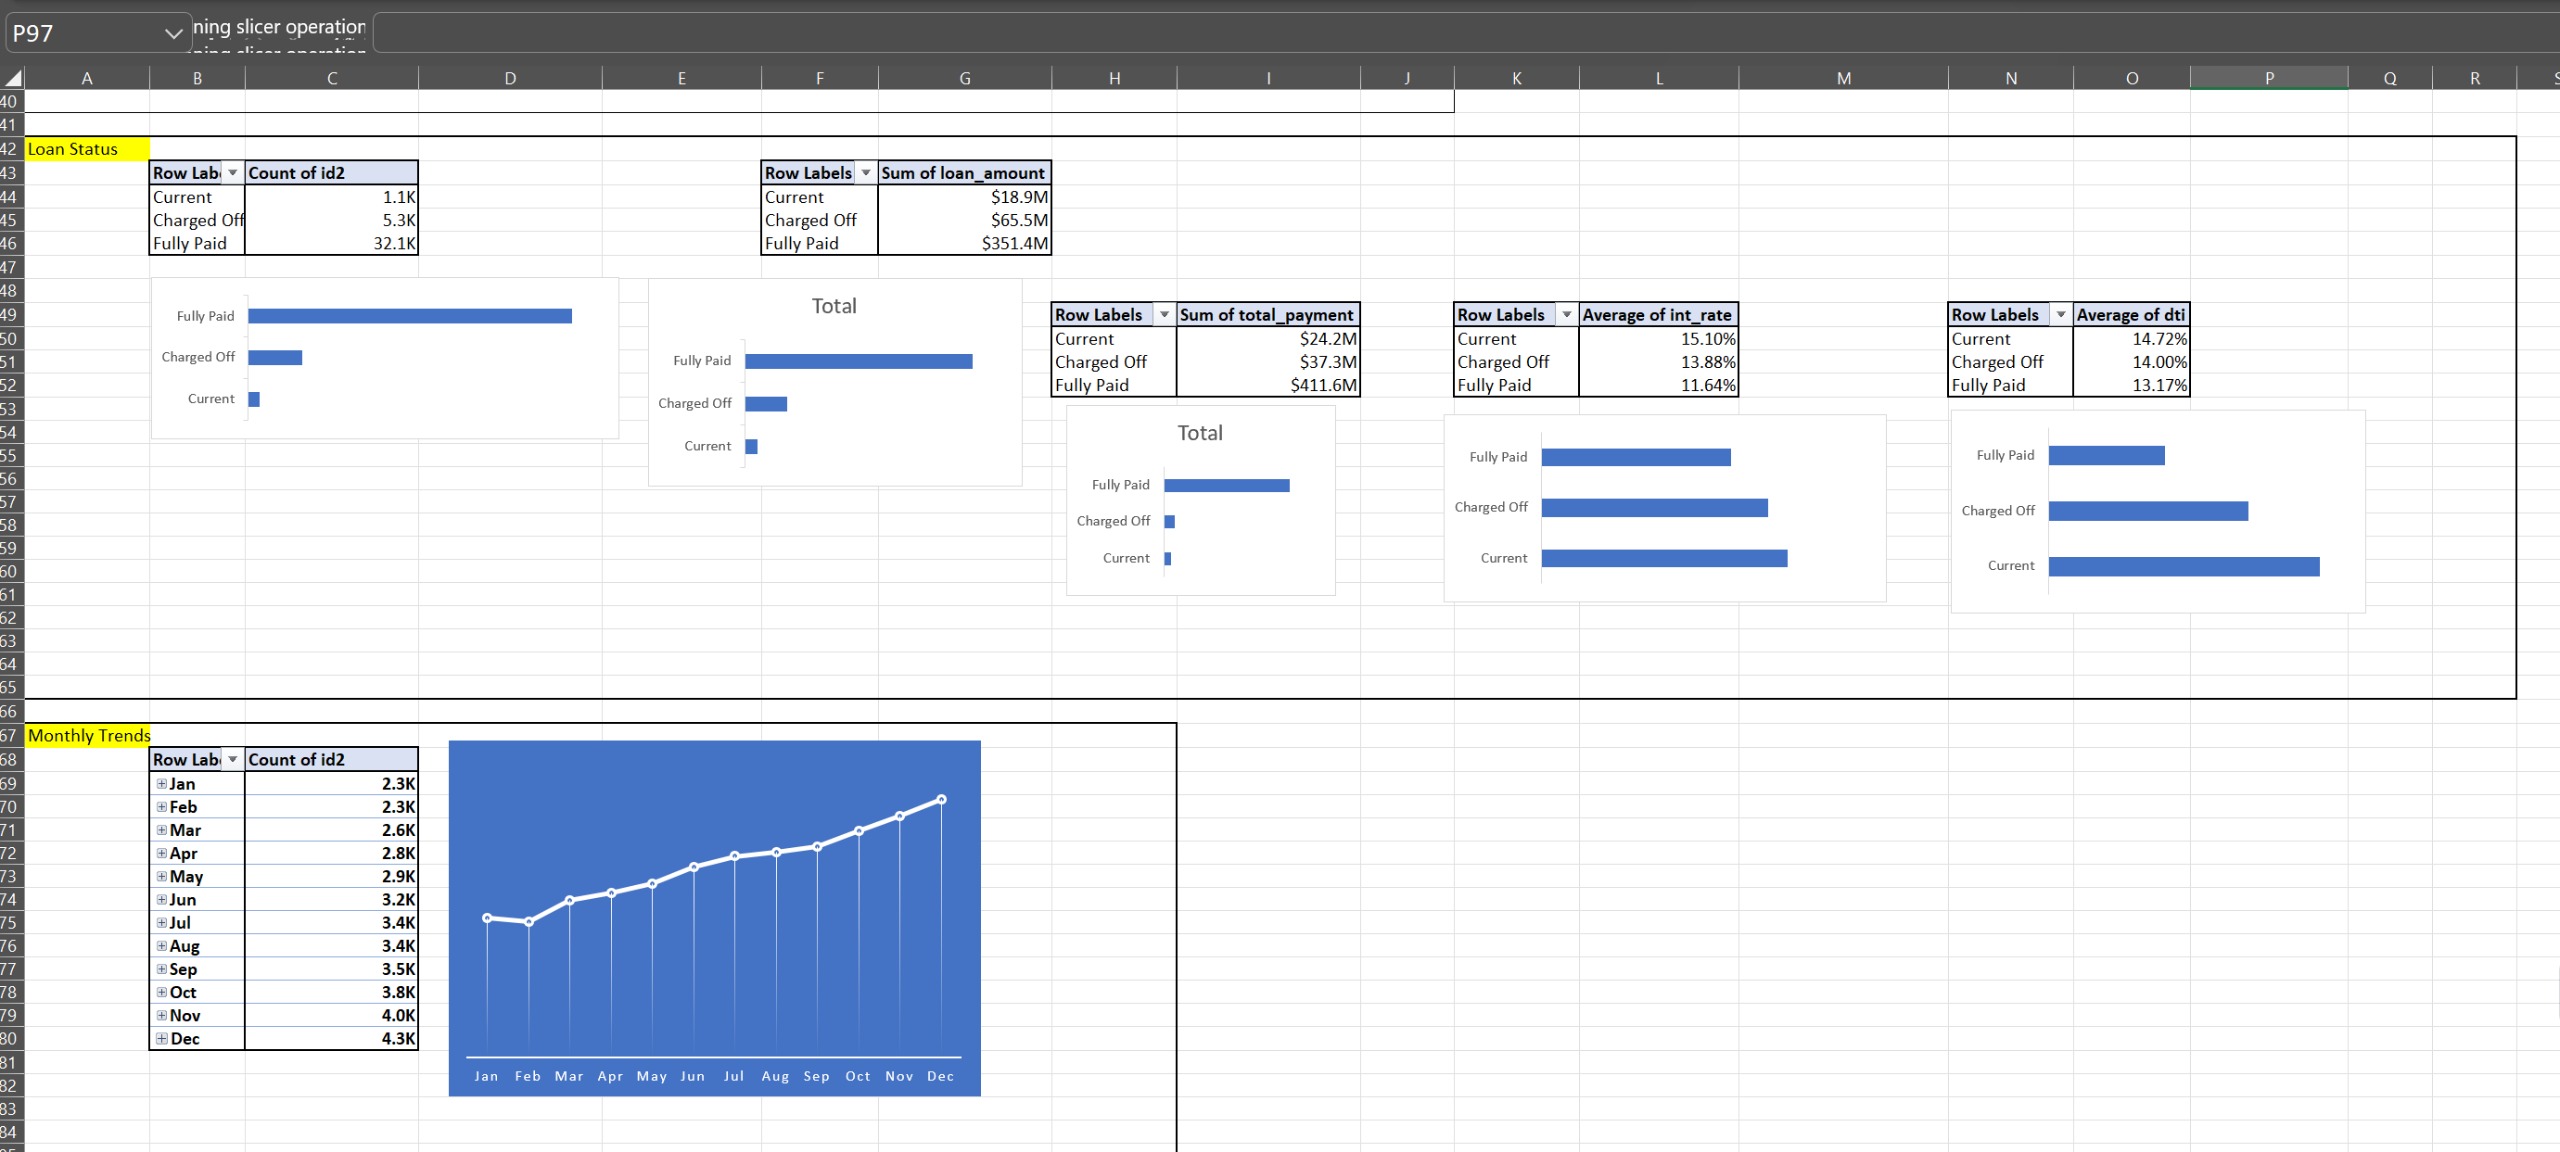 P97
ning slicer operation
A B C D E F G H I J K L M N O P Q R S
40
41
42 Loan Status
43 Row Lab Count of id2 Row Labels Sum of loan_amount
44 Current 1.1K Current $18.9M
45 Charged Off 5.3K Charged Off $65.5M
46 Fully Paid 32.1K Fully Paid $351.4M
47
48
49 Row Labels Sum of total_payment Row Labels Average of int_rate Row Labels Average of dti
50 Current $24.2M Current 15.10% Current 14.72%
51 Charged Off $37.3M Charged Off 13.88% Charged Off 14.00%
52 Fully Paid $411.6M Fully Paid 11.64% Fully Paid 13.17%
53
54
55
56
57
58
59
60
61
62
63
64
65
66
Fully Paid
Charged Off
Current
Total
Fully Paid
Charged Off
Current
Total
Fully Paid
Charged Off
Current
Fully Paid
Charged Off
Current
Fully Paid
Charged Off
Current
67 Monthly Trends
68 Row Lab Count of id2
69 Jan 2.3K
70 Feb 2.3K
71 Mar 2.6K
72 Apr 2.8K
73 May 2.9K
74 Jun 3.2K
75 Jul 3.4K
76 Aug 3.4K
77 Sep 3.5K
78 Oct 3.8K
79 Nov 4.0K
80 Dec 4.3K
81
82
83
84
Jan Feb Mar Apr May Jun Jul Aug Sep Oct Nov Dec